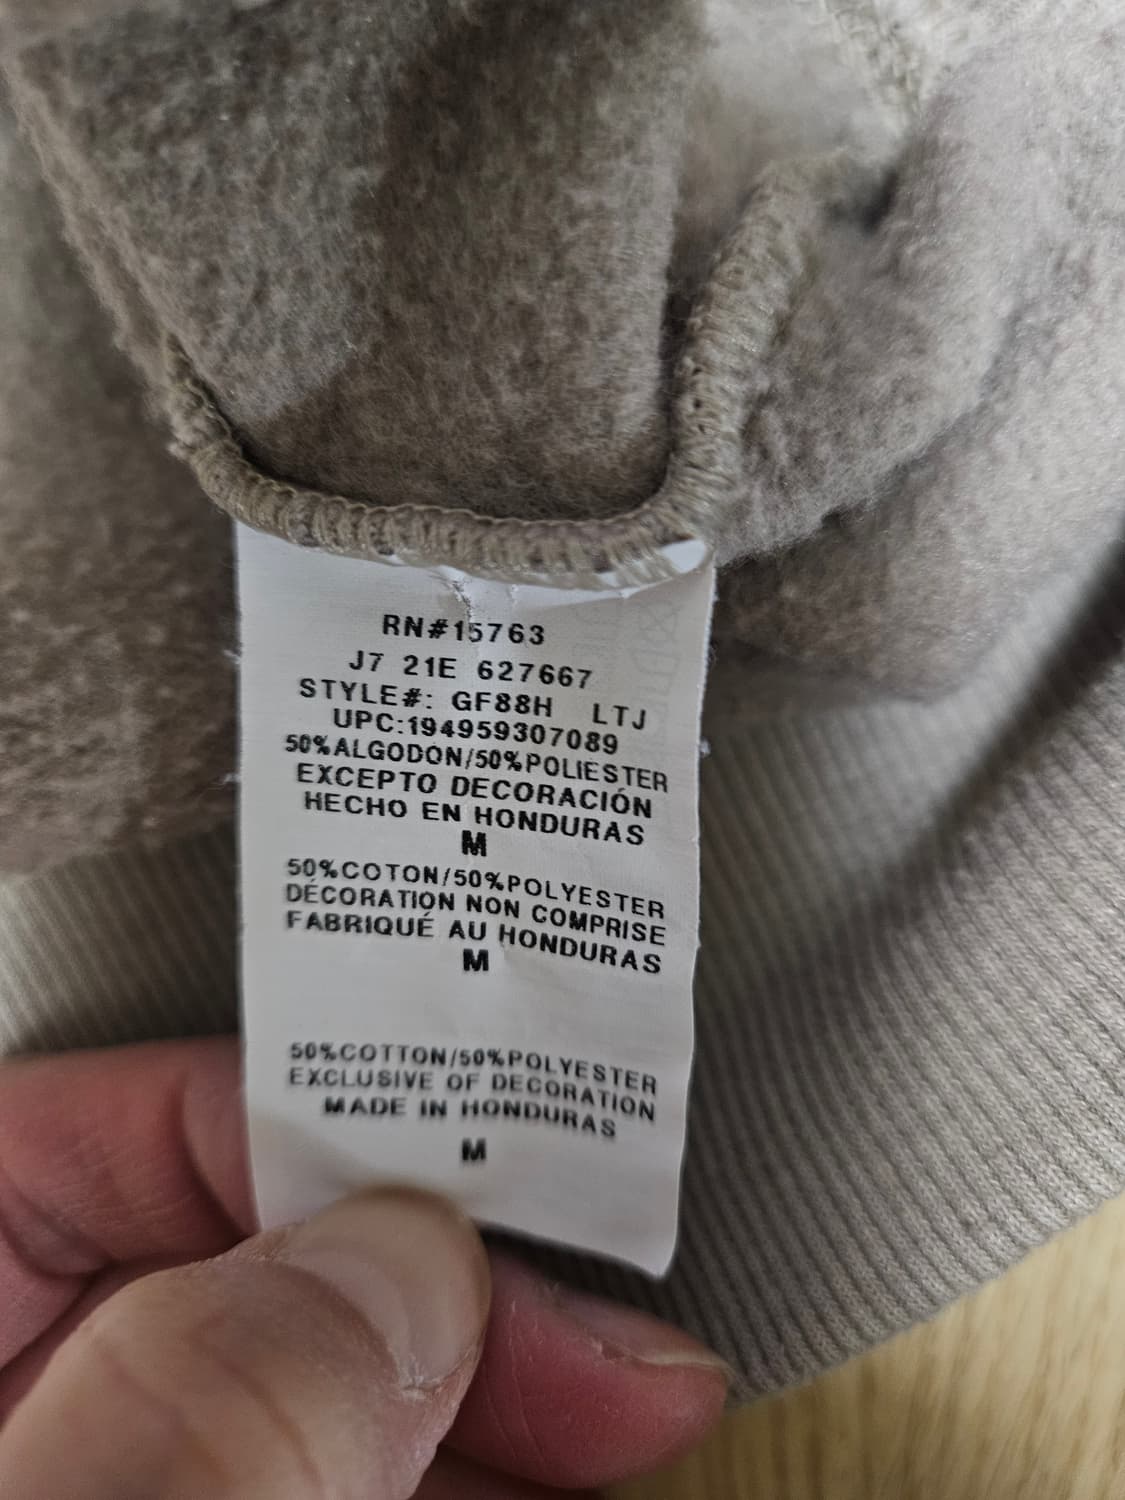 RN#15763
J7 21E 627667
STYLE#: GF88H LTJ
UPC:194959307089
50%ALGODÓN/50%POLIESTER
EXCEPTO DECORACIÓN
HECHO EN HONDURAS
M
50%COTON/50%POLYESTER
DÉCORATION NON COMPRISE
FABRIQUÉ AU HONDURAS
M
50%COTTON/50%POLYESTER
EXCLUSIVE OF DECORATION
MADE IN HONDURAS
M